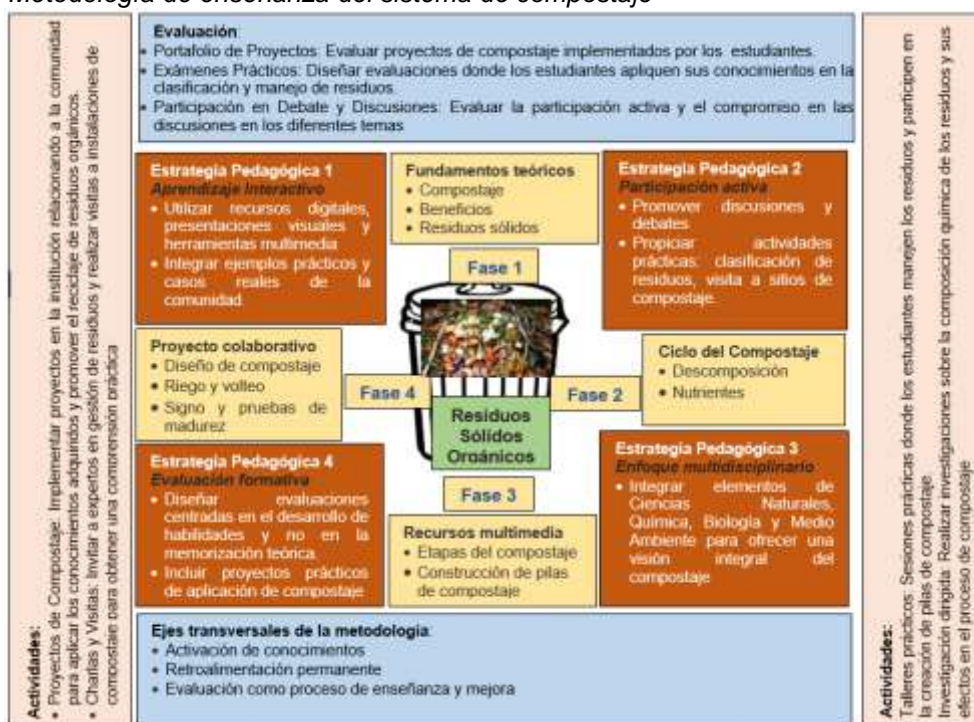 Metodología de enseñanza del sistema de compostaje
Evaluación:
• Portafolio de Proyectos: Evaluar proyectos de compostaje implementados por los estudiantes.
• Exámenes Prácticos: Diseñar evaluaciones donde los estudiantes apliquen sus conocimientos en la
clasificación y manejo de residuos.
• Participación en Debate y Discusiones: Evaluar la participación activa y el compromiso en las
discusiones en los diferentes temas
Actividades:
• Proyectos de Compostaje: Implementar proyectos en la institución relacionando a la comunidad
para aplicar los conocimientos adquiridos y promover el reciclaje de residuos orgánicos.
• Charlas y Visitas: Invitar a expertos en gestión de residuos y realizar visitas a instalaciones de
compostaje para obtener una comprensión práctica
Estrategia Pedagógica 1
Aprendizaje Interactivo
• Utilizar recursos digitales,
presentaciones visuales y
herramientas multimedia
• Integrar ejemplos prácticos y
casos reales de la
comunidad
Fundamentos teóricos
• Compostaje
• Beneficios
• Residuos sólidos
Fase 1
Estrategia Pedagógica 2
Participación activa
• Promover discusiones y
debates
• Propiciar actividades
prácticas: clasificación de
residuos, visita a sitios de
compostaje.
Proyecto colaborativo
• Diseño de compostaje
• Riego y volteo
• Signo y pruebas de
madurez
Fase 4
Residuos
Sólidos
Orgánicos
Fase 2
Ciclo del Compostaje
• Descomposición
• Nutrientes
Estrategia Pedagógica 4
Evaluación formativa
• Diseñar evaluaciones
centradas en el desarrollo de
habilidades y no en la
memorización teórica.
• Incluir proyectos prácticos
de aplicación de compostaje
Fase 3
Recursos multimedia
• Etapas del compostaje
• Construcción de pilas
de compostaje
Estrategia Pedagógica 3
Enfoque multidisciplinario
• Integrar elementos de
Ciencias Naturales,
Química, Biología y Medio
Ambiente para ofrecer una
visión integral del
compostaje
Ejes transversales de la metodología:
• Activación de conocimientos
• Retroalimentación permanente
• Evaluación como proceso de enseñanza y mejora
Actividades:
Talleres prácticos: Sesiones prácticas donde los estudiantes manejen los residuos y participen en
la creación de pilas de compostaje.
Investigación dirigida: Realizar investigaciones sobre la composición química de los residuos y sus
efectos en el proceso de compostaje